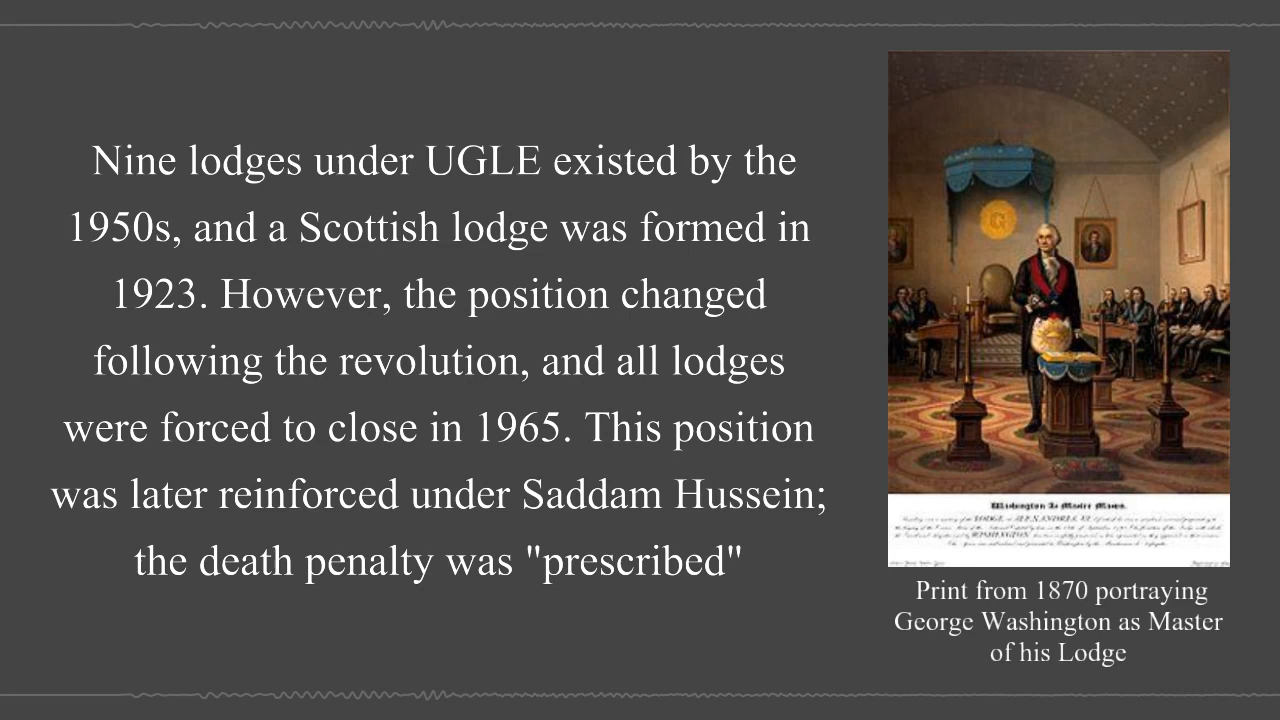 Nine lodges under UGLE existed by the
1950s, and a Scottish lodge was formed in
1923. However, the position changed
following the revolution, and all lodges
were forced to close in 1965. This position
was later reinforced under Saddam Hussein;
the death penalty was "prescribed"
G
Washington As Master Mason.
Print from 1870 portraying
George Washington as Master
of his Lodge